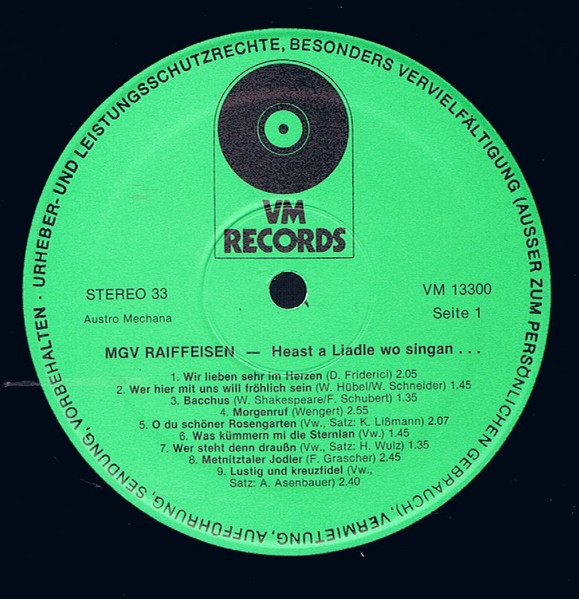 URHEBER- UND LEISTUNGSSCHUTZRECHTE, BESONDERS VERVIELFÄLTIGUNG (AUSSER ZUM PERSÖNLICHEN GEBRAUCH), VERMIETUNG, AUFFÜHRUNG, SENDUNG, VORBEHALTEN ·
VM
RECORDS
STEREO 33
VM 13300
Austro Mechana
Seite 1
MGV RAIFFEISEN — Heast a Liadle wo singan . . .
1. Wir lieben sehr im Herzen (D. Friderici) 2.05
2. Wer hier mit uns will fröhlich sein (W. Hübel/W. Schneider) 1.45
3. Bacchus (W. Shakespeare/F. Schubert) 1.35
4. Morgenruf (Wengert) 2.55
5. O du schöner Rosengarten (Vw., Satz: K. Lißmann) 2.07
6. Was kümmern mi die Sternlan (Vw.) 1.45
7. Wer steht denn draußn (Vw., Satz: H. Wulz) 1.35
8. Metnitztaler Jodler (F. Grascher) 2.45
9. Lustig und kreuzfidel (Vw.,
Satz: A. Asenbauer) 2.40